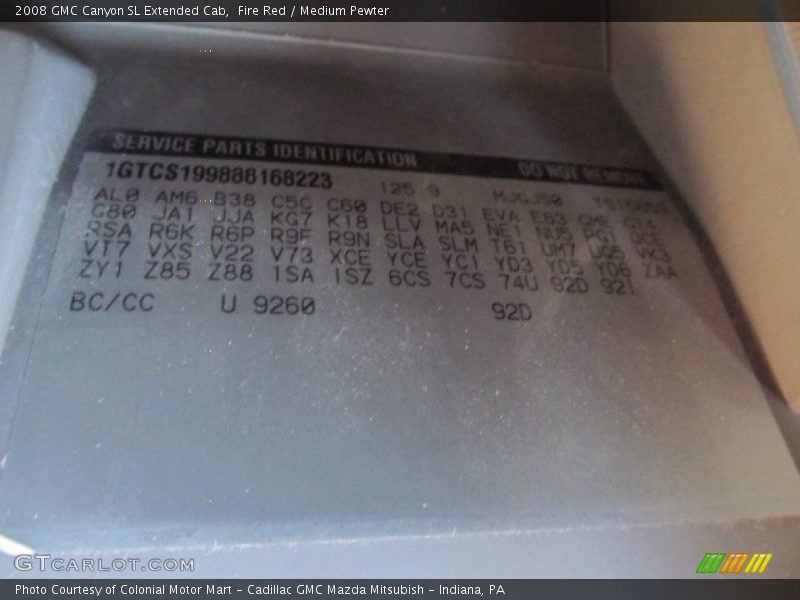 2008 GMC Canyon SL Extended Cab,  Fire Red / Medium Pewter
SERVICE PARTS IDENTIFICATION DO NOT REMOVE
1GTCS199888168223 125 9
AL0 AM6 B38 C5C C60 DE2 D31 EVA E63
G80 JA1 JJA KG7 K18 LLV MA5 NE1 NU5
RSA R6K R6P R9F R9N SLA SLM T61 UM7
VT7 VXS V22 V73 XCE YCE YC1 YD3 YD5 YD6 ZAA
ZY1 Z85 Z88 1SA 1SZ 6CS 7CS 74U 92D 92I
BC/CC U 9260 92D
GTCARLOT.COM
Photo Courtesy of Colonial Motor Mart - Cadillac GMC Mazda Mitsubish - Indiana, PA